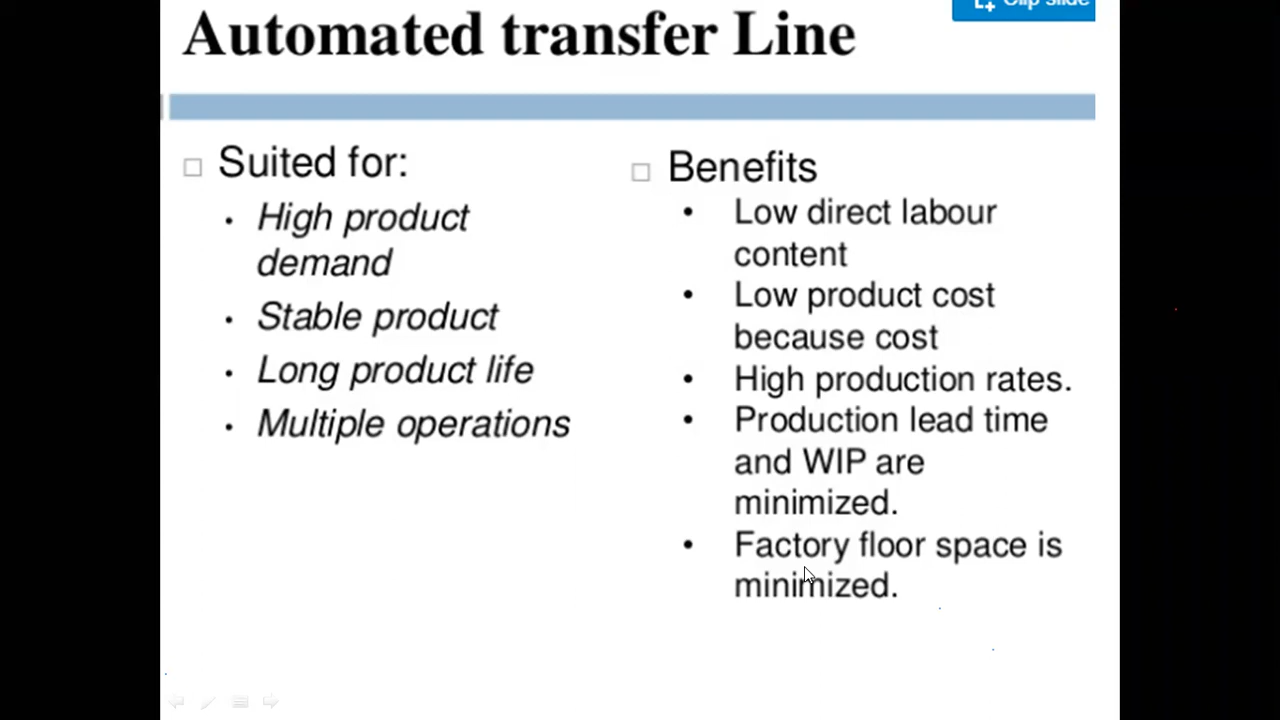 Clip Slide
Automated transfer Line
Suited for:
High product
demand
Stable product
Long product life
Multiple operations
Benefits
Low direct labour
content
Low product cost
because cost
High production rates.
Production lead time
and WIP are
minimized.
Factory floor space is
minimized.